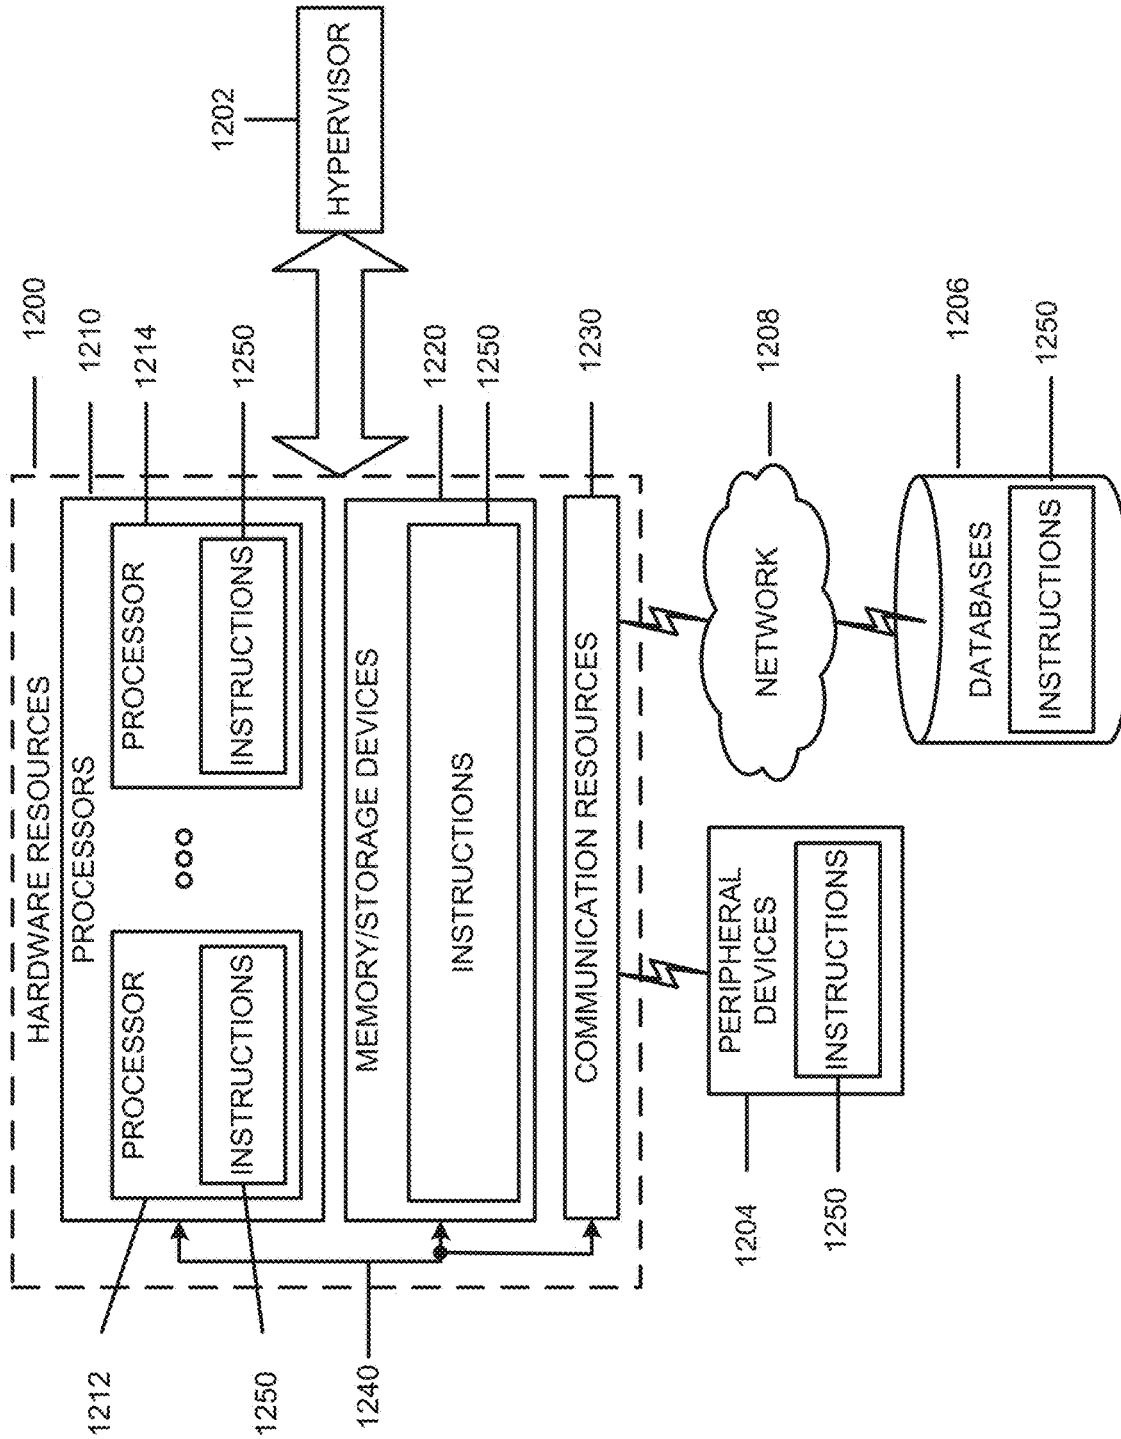 1200
HARDWARE RESOURCES
1210
PROCESSORS
1212
PROCESSOR
1250
INSTRUCTIONS
1214
PROCESSOR
1250
INSTRUCTIONS
1202
HYPERVISOR
1240
1220
MEMORY/STORAGE DEVICES
1250
INSTRUCTIONS
1230
COMMUNICATION RESOURCES
1204
PERIPHERAL
DEVICES
1250
INSTRUCTIONS
1208
NETWORK
1206
DATABASES
1250
INSTRUCTIONS